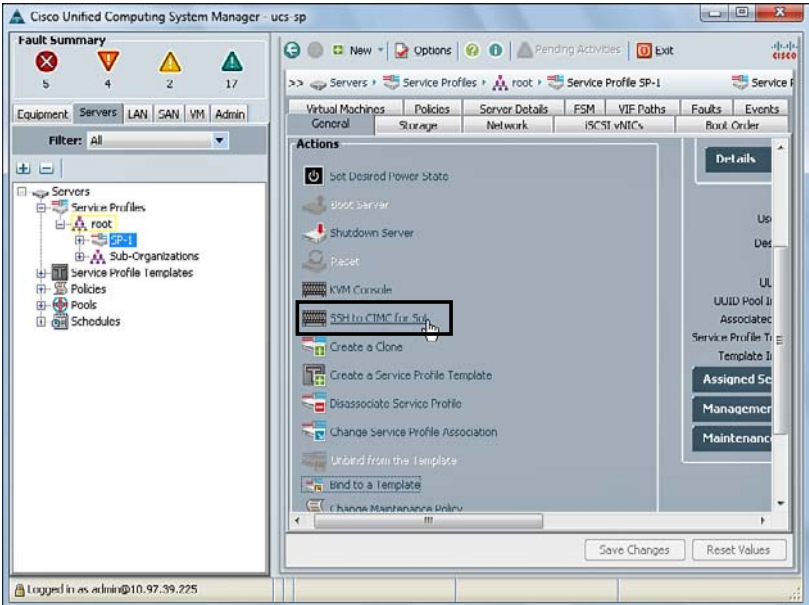 Cisco Unified Computing System Manager - ucs-sp
Fault Summary
5 4 2 17
Equipment Servers LAN SAN VM Admin
Filter: All
Servers
Service Profiles
root
SP-1
Sub-Organizations
Service Profile Templates
Policies
Pools
Schedules
New Options Pending Activities Exit
CISCO
>> Servers Service Profiles root Service Profile SP-1 Service
Virtual Machines Policies Server Details FSM VIF Paths Faults Events
General Storage Network iSCSI vNICs Boot Order
Actions
Set Desired Power State
Boot Server
Shutdown Server
Reset
KVM Console
SSH to CIMC for SoL
Create a Clone
Create a Service Profile Template
Disassociate Service Profile
Change Service Profile Association
Unbind from the Template
Bind to a Template
Change Maintenance Policy
Details
Us
Des
UU
UUID Pool I
Associated
Service Profile T
Template I
Assigned Se
Managemen
Maintenanc
Save Changes Reset Values
Logged in as admin@10.97.39.225